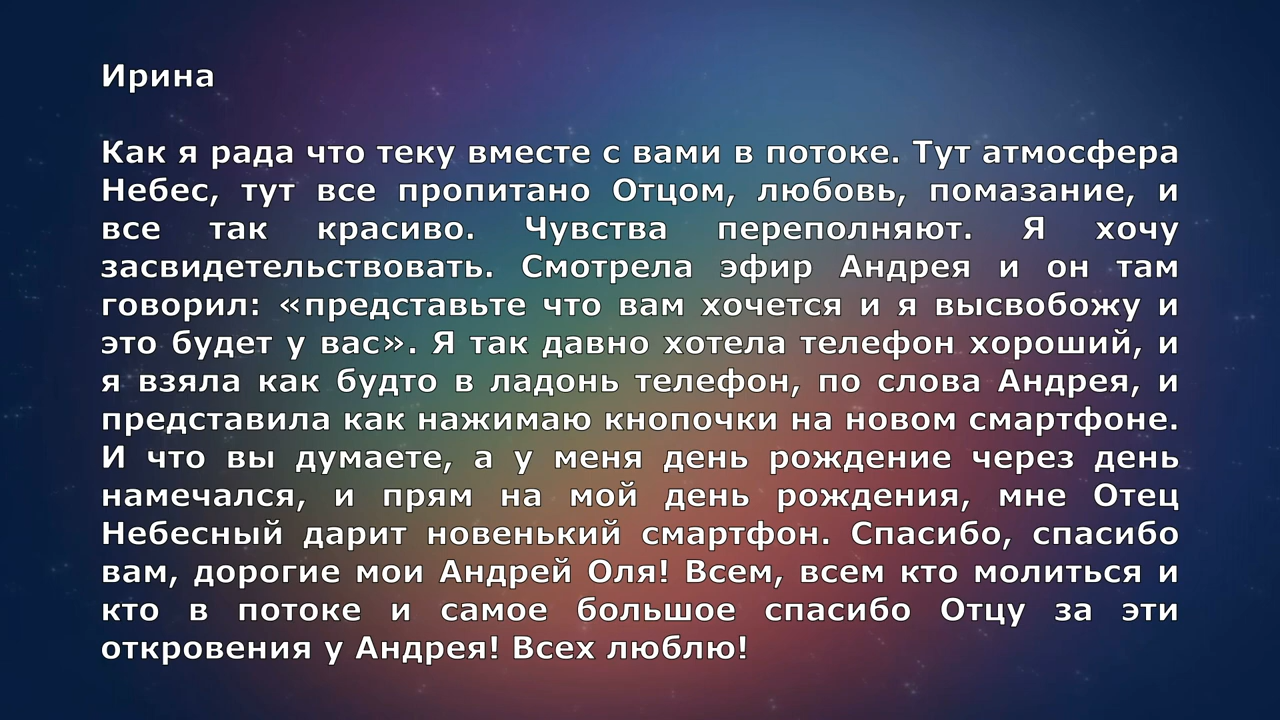 Ирина
Как я рада что теку вместе с вами в потоке. Тут атмосфера
Небес, тут все пропитано Отцом, любовь, помазание, и
все так красиво. Чувства переполняют. Я хочу
засвидетельствовать. Смотрела эфир Андрея и он там
говорил: «представьте что вам хочется и я высвобожу и
это будет у вас». Я так давно хотела телефон хороший, и
я взяла как будто в ладонь телефон, по слова Андрея, и
представила как нажимаю кнопочки на новом смартфоне.
И что вы думаете, а у меня день рождение через день
намечался, и прям на мой день рождения, мне Отец
Небесный дарит новенький смартфон. Спасибо, спасибо
вам, дорогие мои Андрей Оля! Всем, всем кто молиться и
кто в потоке и самое большое спасибо Отцу за эти
откровения у Андрея! Всех люблю!